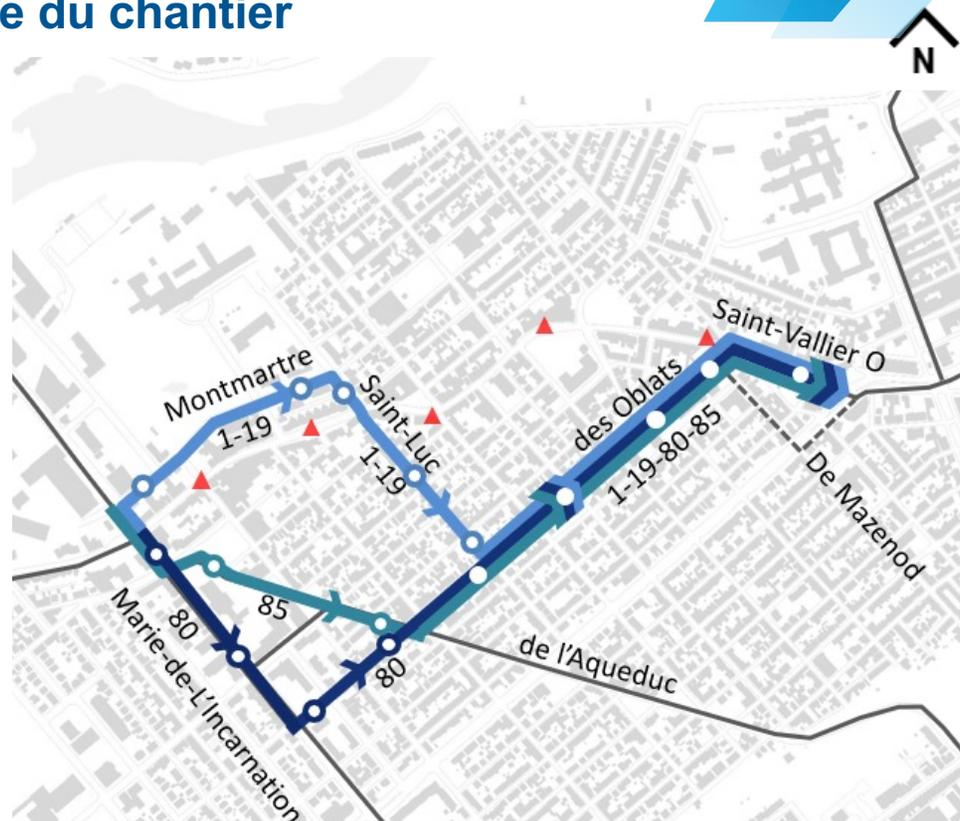 e du chantier
N
Saint-Vallier O
Montmartre
Saint-Luc
1-19
1-19
des Oblats
1-19-80-85
De Mazenod
85
80
80
Marie-de-L'Incarnation
de l'Aqueduc